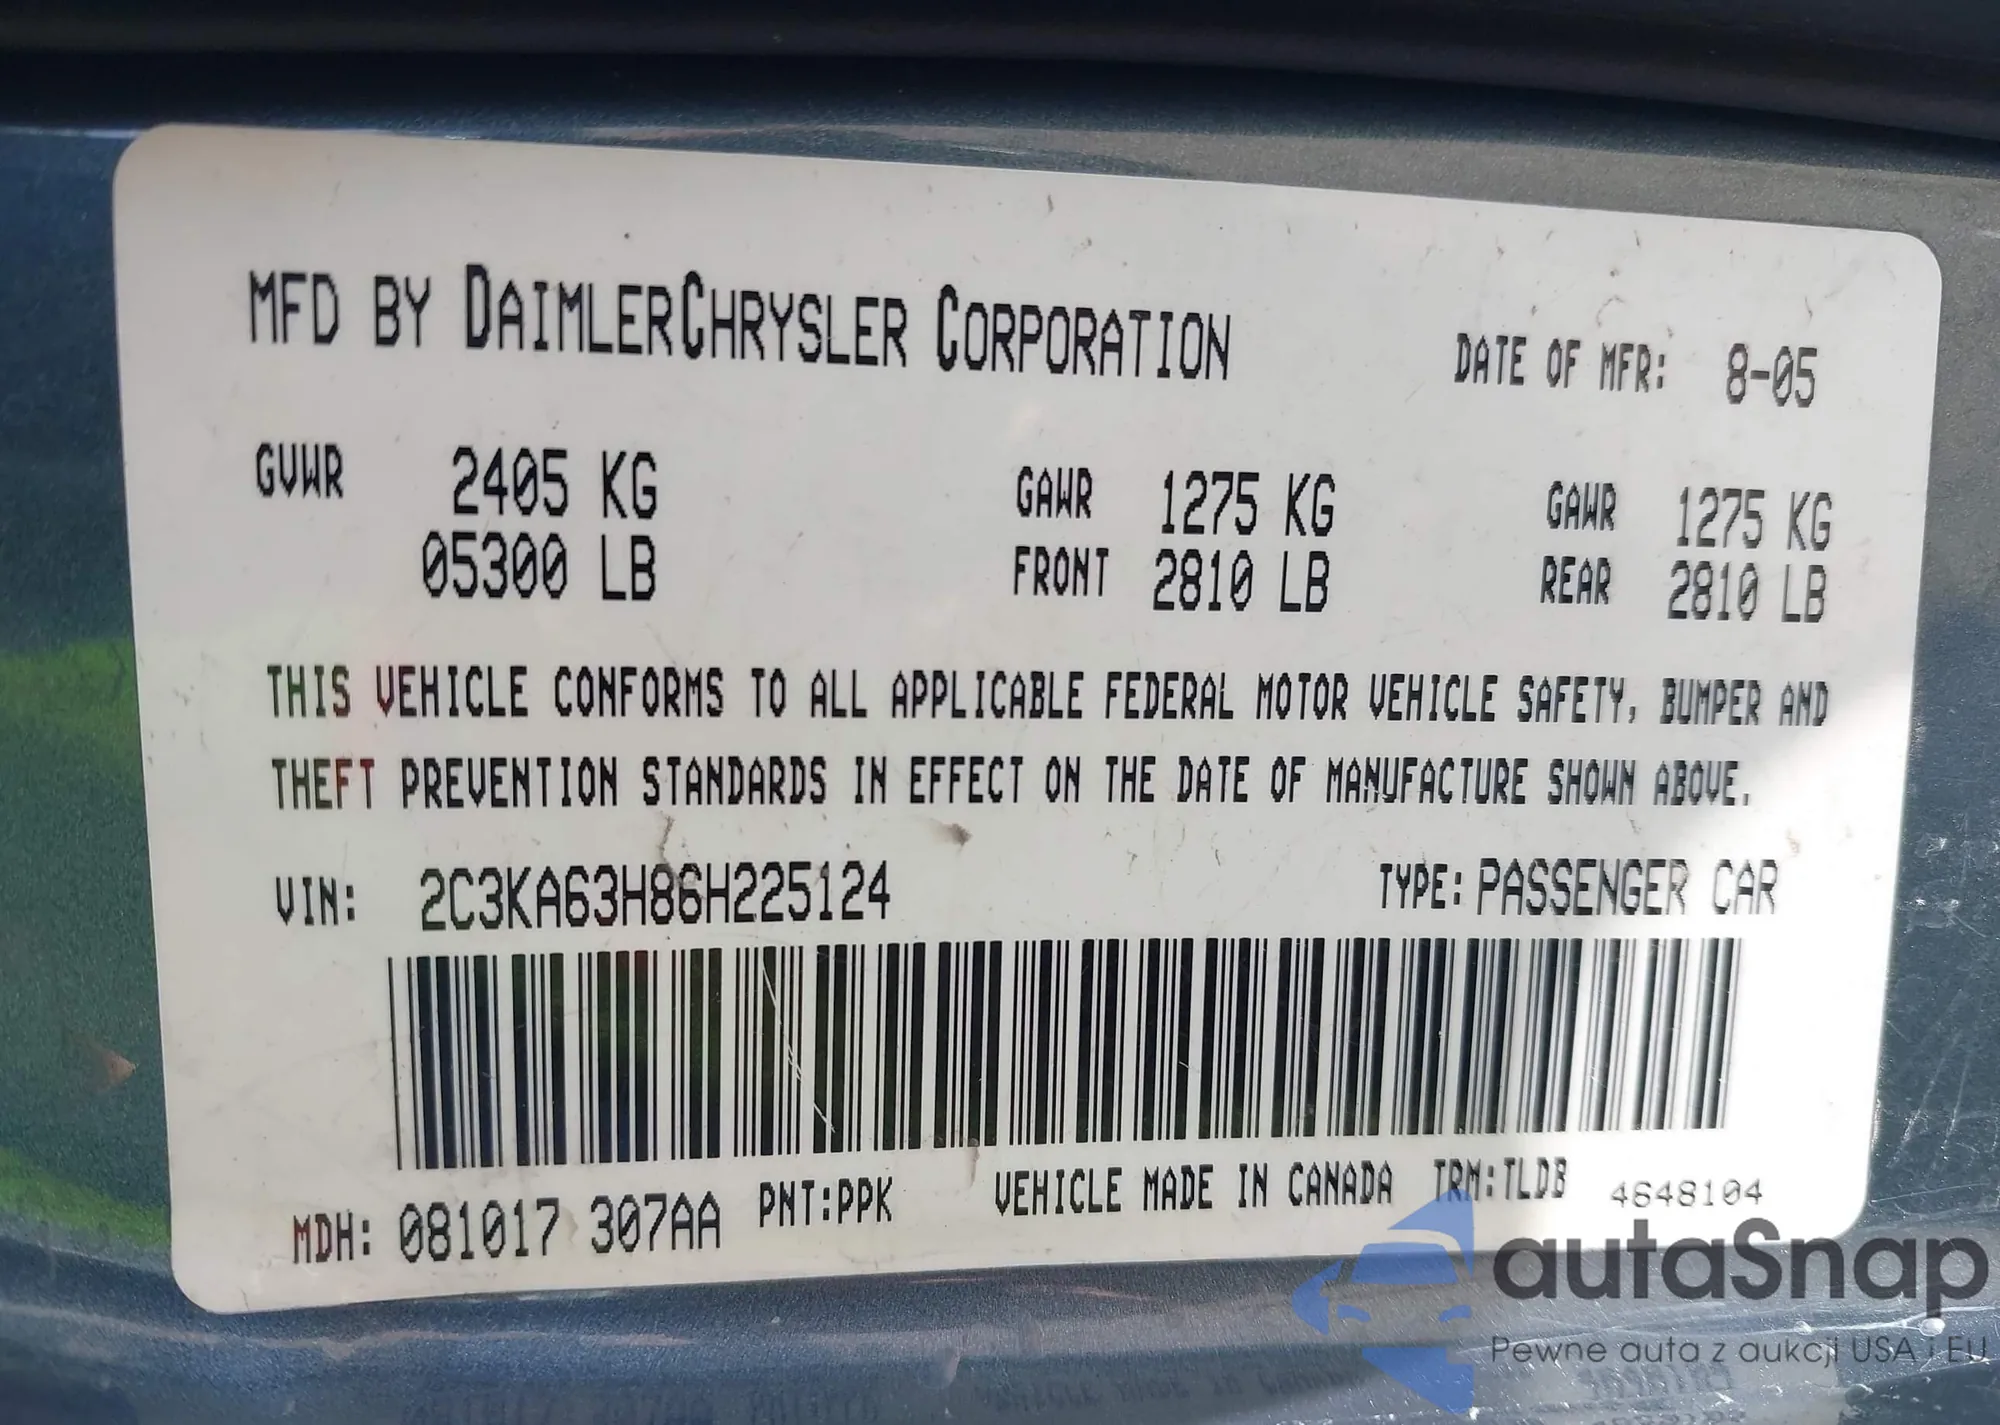 MFD BY DAIMLERCHRYSLER CORPORATION
DATE OF MFR: 8-05
GVWR 2405 KG
05300 LB
GAWR 1275 KG
FRONT 2810 LB
GAWR 1275 KG
REAR 2810 LB
THIS VEHICLE CONFORMS TO ALL APPLICABLE FEDERAL MOTOR VEHICLE SAFETY, BUMPER AND
THEFT PREVENTION STANDARDS IN EFFECT ON THE DATE OF MANUFACTURE SHOWN ABOVE.
VIN: 2C3KA63H86H225124
TYPE: PASSENGER CAR
MDH: 081017 307AA PNT:PPK VEHICLE MADE IN CANADA TRM:TLDB 4648104
autaSnap
Pewne auta z aukcji USA i EU